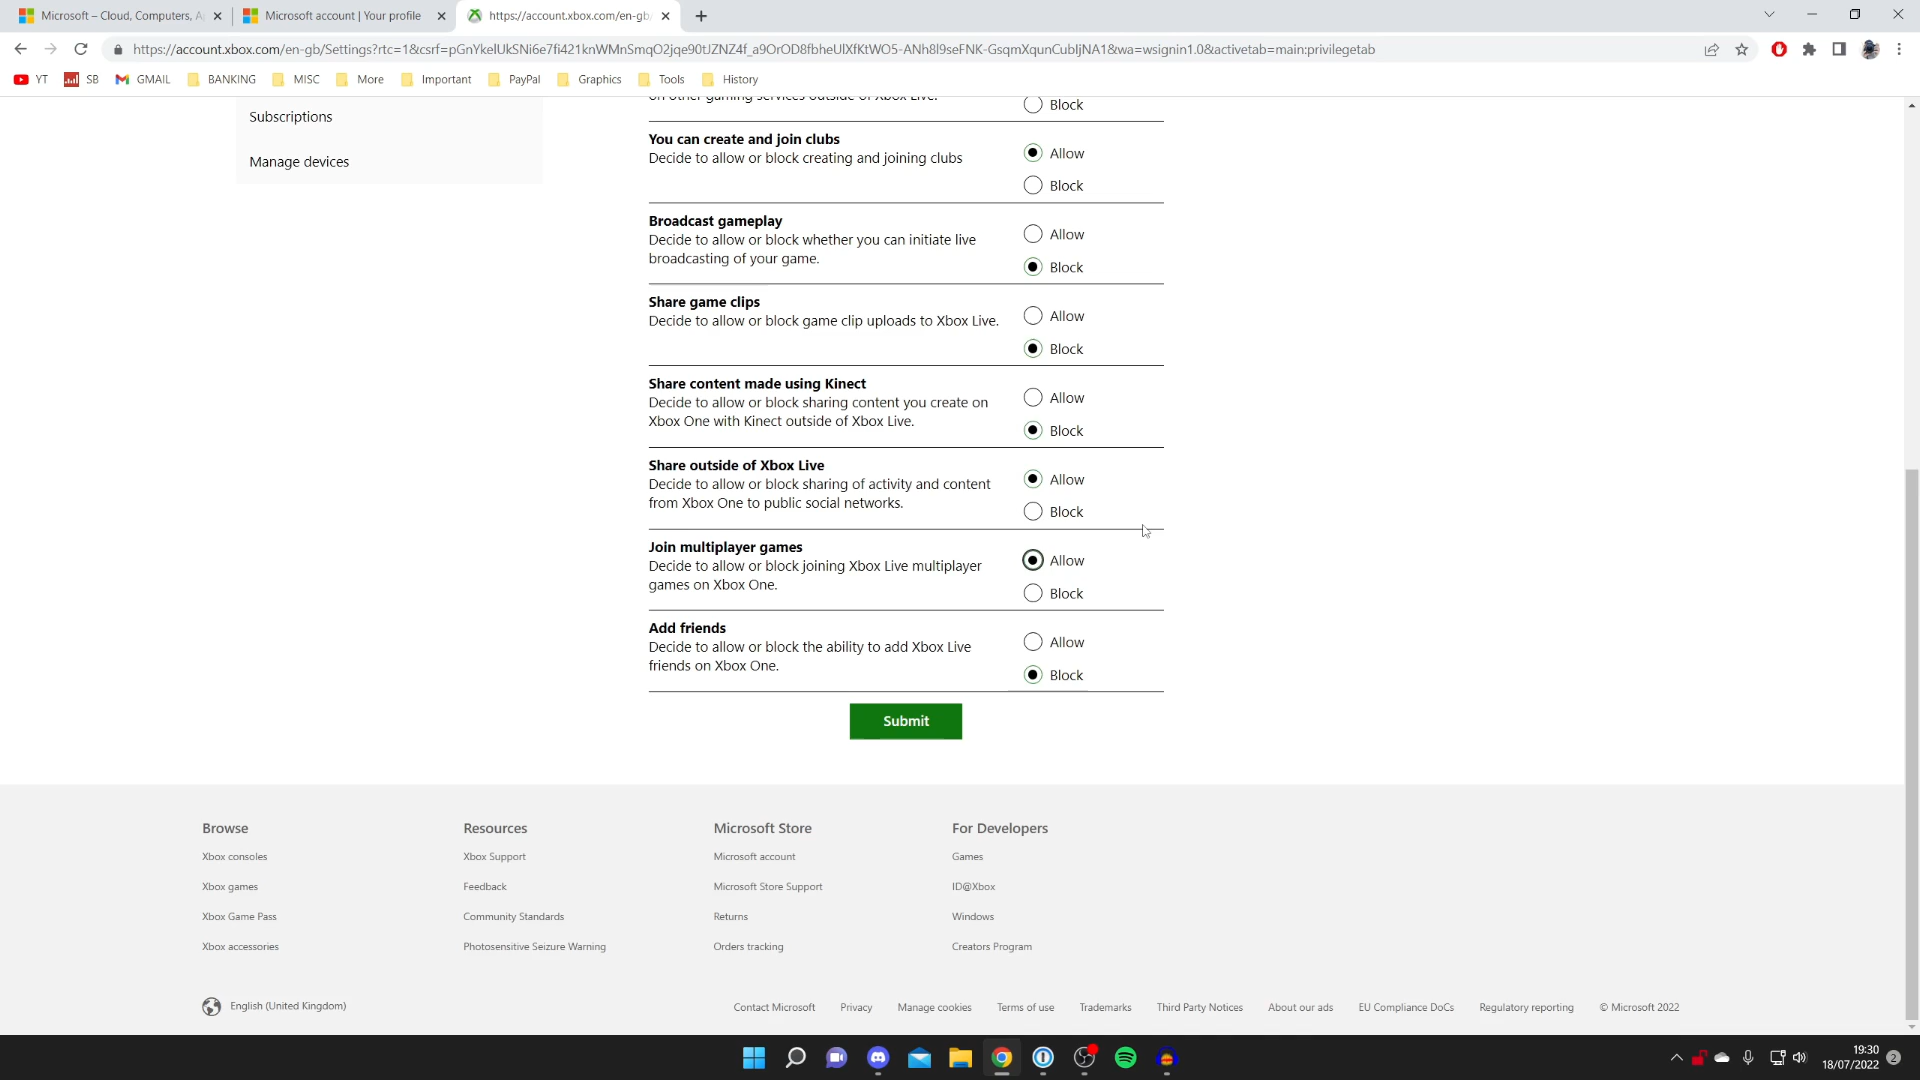 Microsoft – Cloud, Computers, A
Microsoft account | Your profile
https://account.xbox.com/en-gb/
https://account.xbox.com/en-gb/Settings?rtc=1&csrf=pGnYkelUkSNi6e7fi421knWMnSmqO2jqe90tJZNZ4f_a9OrOD8fbheUlXfKtWO5-ANh8l9seFNK-GsqmXqunCubljNA1&wa=wsignin1.0&activetab=main:privilegetab
YT
SB
GMAIL
BANKING
MISC
More
Important
PayPal
Graphics
Tools
History
Subscriptions
Manage devices
on other gaming services outside of Xbox Live.
Block
You can create and join clubs
Decide to allow or block creating and joining clubs
Allow
Block
Broadcast gameplay
Decide to allow or block whether you can initiate live
broadcasting of your game.
Allow
Block
Share game clips
Decide to allow or block game clip uploads to Xbox Live.
Allow
Block
Share content made using Kinect
Decide to allow or block sharing content you create on
Xbox One with Kinect outside of Xbox Live.
Allow
Block
Share outside of Xbox Live
Decide to allow or block sharing of activity and content
from Xbox One to public social networks.
Allow
Block
Join multiplayer games
Decide to allow or block joining Xbox Live multiplayer
games on Xbox One.
Allow
Block
Add friends
Decide to allow or block the ability to add Xbox Live
friends on Xbox One.
Allow
Block
Submit
Browse
Xbox consoles
Xbox games
Xbox Game Pass
Xbox accessories
Resources
Xbox Support
Feedback
Community Standards
Photosensitive Seizure Warning
Microsoft Store
Microsoft account
Microsoft Store Support
Returns
Orders tracking
For Developers
Games
ID@Xbox
Windows
Creators Program
English (United Kingdom)
Contact Microsoft
Privacy
Manage cookies
Terms of use
Trademarks
Third Party Notices
About our ads
EU Compliance DoCs
Regulatory reporting
© Microsoft 2022
19:30
18/07/2022
2